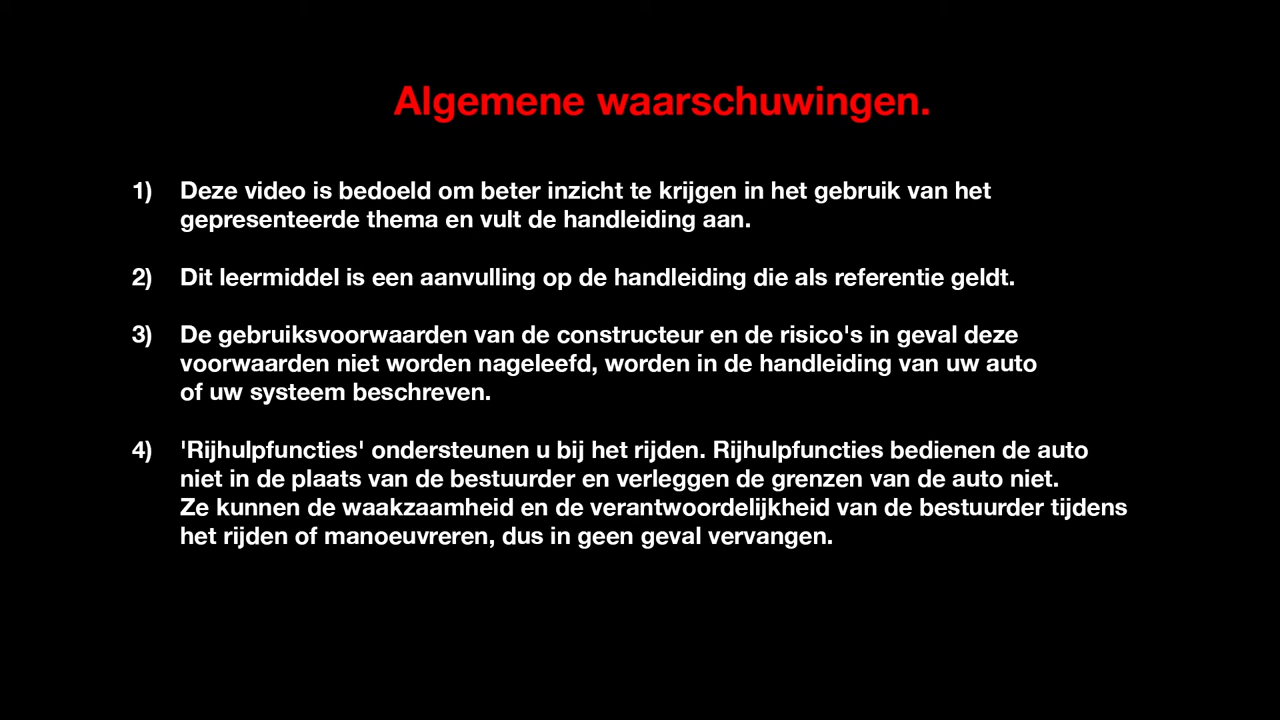 Algemene waarschuwingen.
1) Deze video is bedoeld om beter inzicht te krijgen in het gebruik van het
gepresenteerde thema en vult de handleiding aan.
2) Dit leermiddel is een aanvulling op de handleiding die als referentie geldt.
3) De gebruiksvoorwaarden van de constructeur en de risico's in geval deze
voorwaarden niet worden nageleefd, worden in de handleiding van uw auto
of uw systeem beschreven.
4) 'Rijhulpfuncties' ondersteunen u bij het rijden. Rijhulpfuncties bedienen de auto
niet in de plaats van de bestuurder en verleggen de grenzen van de auto niet.
Ze kunnen de waakzaamheid en de verantwoordelijkheid van de bestuurder tijdens
het rijden of manoeuvreren, dus in geen geval vervangen.